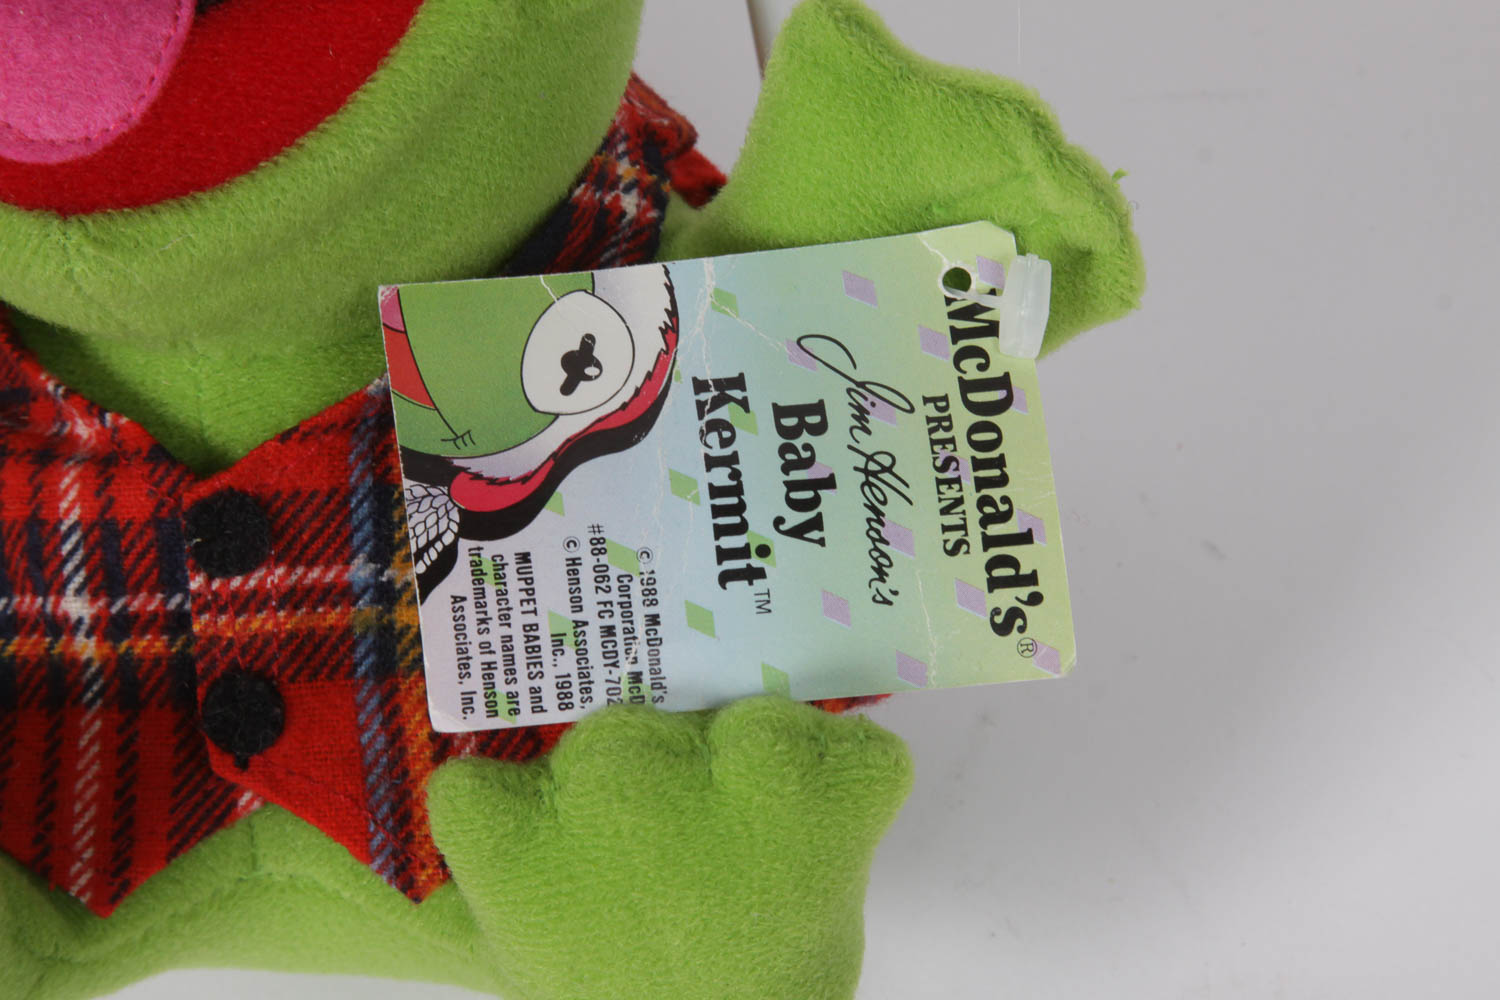 McDonald's®
PRESENTS
Jim Henson's
Baby
Kermit™
© 1988 McDonald's
Corporation McD
#88-062 FC MCDY-702
© Henson Associates,
Inc., 1988
MUPPET BABIES and
character names are
trademarks of Henson
Associates, Inc.